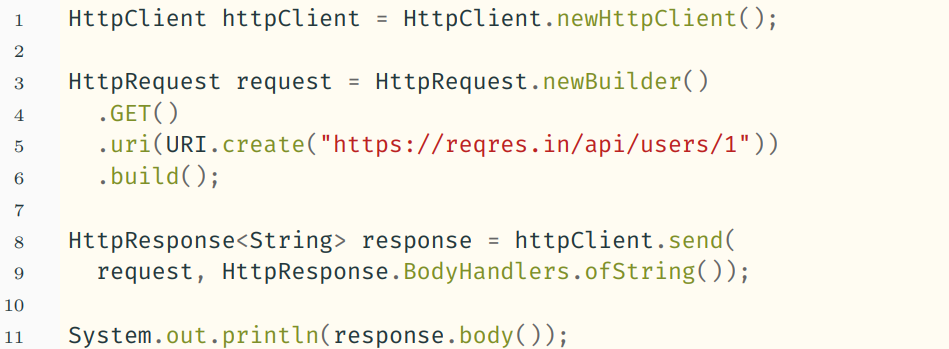 1 HttpClient httpClient = HttpClient.newHttpClient();
2
3 HttpRequest request = HttpRequest.newBuilder()
4   .GET()
5   .uri(URI.create("https://reqres.in/api/users/1"))
6   .build();
7
8 HttpResponse<String> response = httpClient.send(
9   request, HttpResponse.BodyHandlers.ofString());
10
11 System.out.println(response.body());